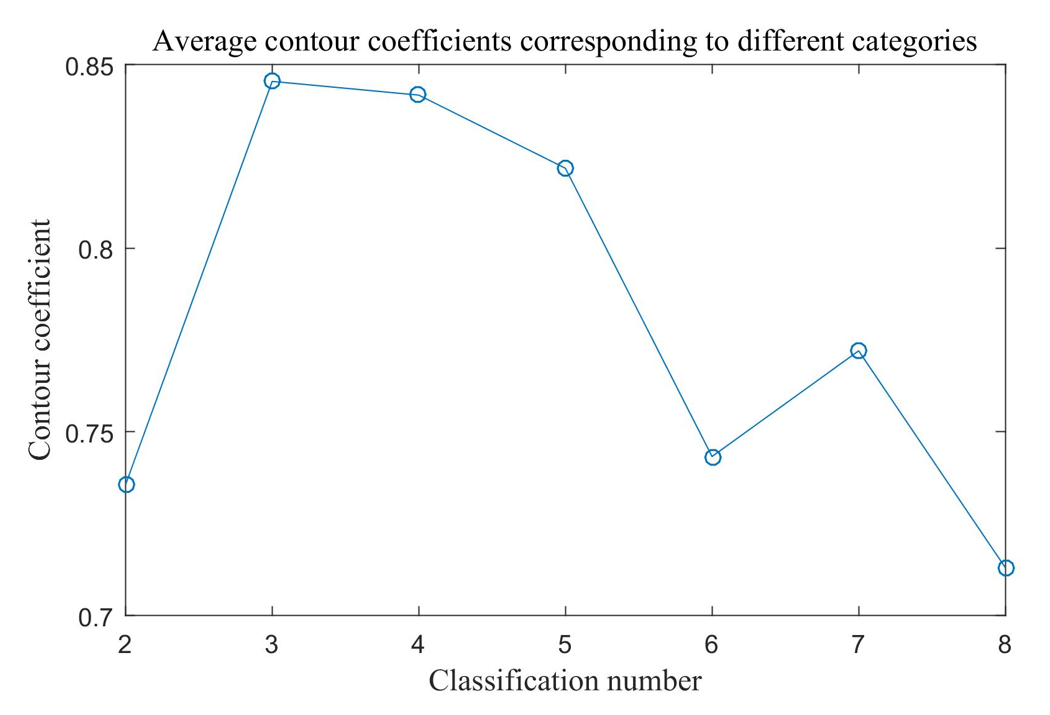 Average contour coefficients corresponding to different categories
0.85
0.8
0.75
0.7
Contour coefficient
2 3 4 5 6 7 8
Classification number